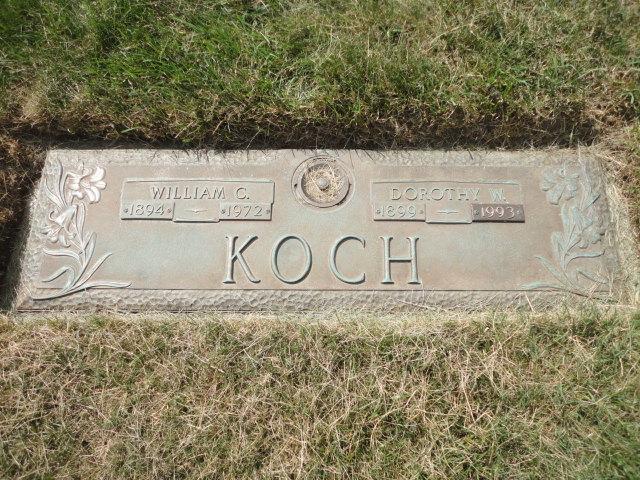 WILLIAM C.
1894 - 1972
DOROTHY W.
1899 - 1993
KOCH